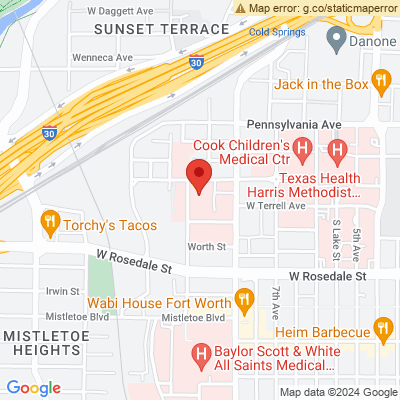 Map error: g.co/staticmaperror
W Daggett Ave
SUNSET TERRACE
Cold Springs
30
Danone
Wenneca Ave
Jack in the Box
Pennsylvania Ave
30
Cook Children's
Medical Ctr
H
H
Texas Health
Harris Methodist...
W Terrell Ave
Torchy's Tacos
S Lake St
5th Ave
Worth St
W Rosedale St
W Rosedale St
Irwin St
Wabi House Fort Worth
7th Ave
Mistletoe Blvd
Mistletoe Blvd
Heim Barbecue
MISTLETOE
HEIGHTS
H
Baylor Scott & White
All Saints Medical...
Google
Map data ©2024 Google